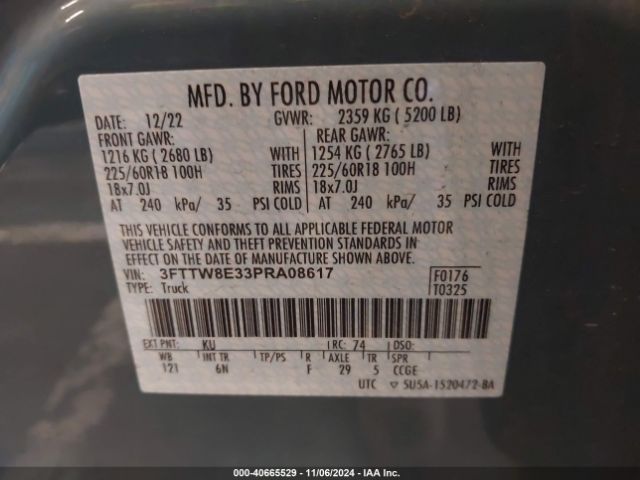 MFD. BY FORD MOTOR CO.
DATE: 12/22 GVWR: 2359 KG ( 5200 LB)
FRONT GAWR: REAR GAWR:
1216 KG ( 2680 LB) WITH 1254 KG ( 2765 LB) WITH
225/60R18 100H TIRES 225/60R18 100H TIRES
18x7.0J RIMS 18x7.0J RIMS
AT 240 kPa/ 35 PSI COLD AT 240 kPa/ 35 PSI COLD
THIS VEHICLE CONFORMS TO ALL APPLICABLE FEDERAL MOTOR
VEHICLE SAFETY AND THEFT PREVENTION STANDARDS IN
EFFECT ON THE DATE OF MANUFACTURE SHOWN ABOVE.
VIN: 3FTTW8E33PRA08617 F0176
TYPE: Truck T0325
EXT PNT: KU RC: 74 DSO:
WB INT TR TP/PS R AXLE TR SPR
121 6N F 29 5 CCGE
UTC ▽ SU5A-1520472-BA
000-40665529 - 11/06/2024 - IAA Inc.